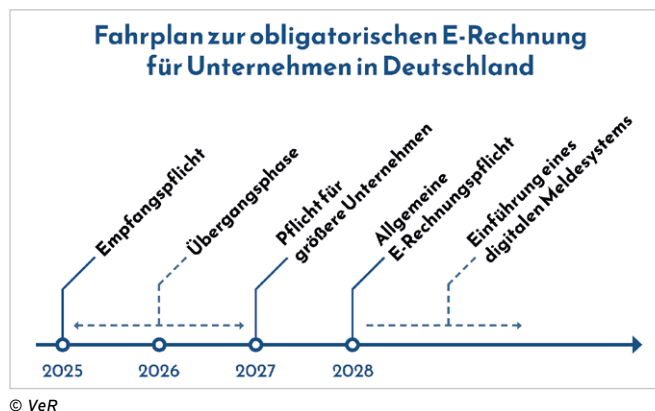 Fahrplan zur obligatorischen E-Rechnung
für Unternehmen in Deutschland
Empfangspflicht
Übergangsphase
Pflicht für
größere Unternehmen
Allgemeine
E-Rechnungspflicht
Einführung eines
digitalen Meldesystems
2025
2026
2027
2028
© VeR